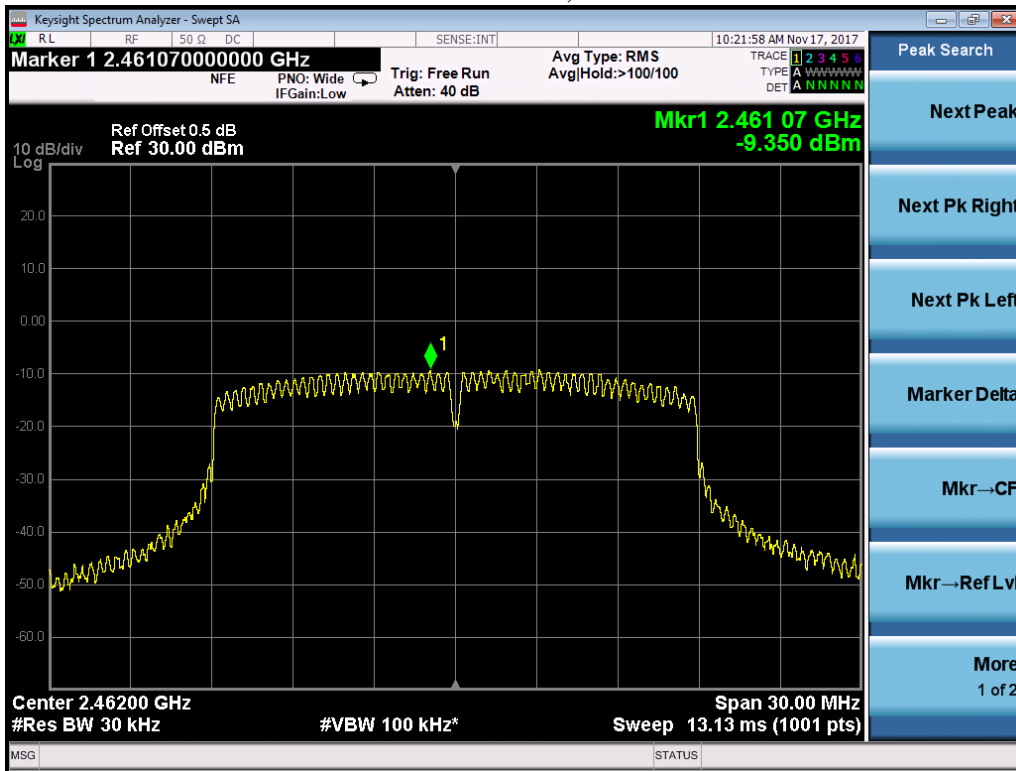 Keysight Spectrum Analyzer - Swept SA
LXI RL RF 50 Ω DC SENSE:INT 10:21:58 AM Nov 17, 2017
Marker 1 2.461070000000 GHz
NFE
PNO: Wide
IFGain:Low
Trig: Free Run
Atten: 40 dB
Avg Type: RMS
Avg|Hold:>100/100
TRACE 1 2 3 4 5 6
TYPE A WWWWW
DET A N N N N N
Mkr1 2.461 07 GHz
-9.350 dBm
Ref Offset 0.5 dB
10 dB/div Ref 30.00 dBm
Log
20.0
10.0
0.00
-10.0
-20.0
-30.0
-40.0
-50.0
-60.0
1
Center 2.46200 GHz Span 30.00 MHz
#Res BW 30 kHz #VBW 100 kHz* Sweep 13.13 ms (1001 pts)
MSG STATUS
Peak Search
Next Peak
Next Pk Right
Next Pk Left
Marker Delta
Mkr→CF
Mkr→Ref Lvl
More
1 of 2